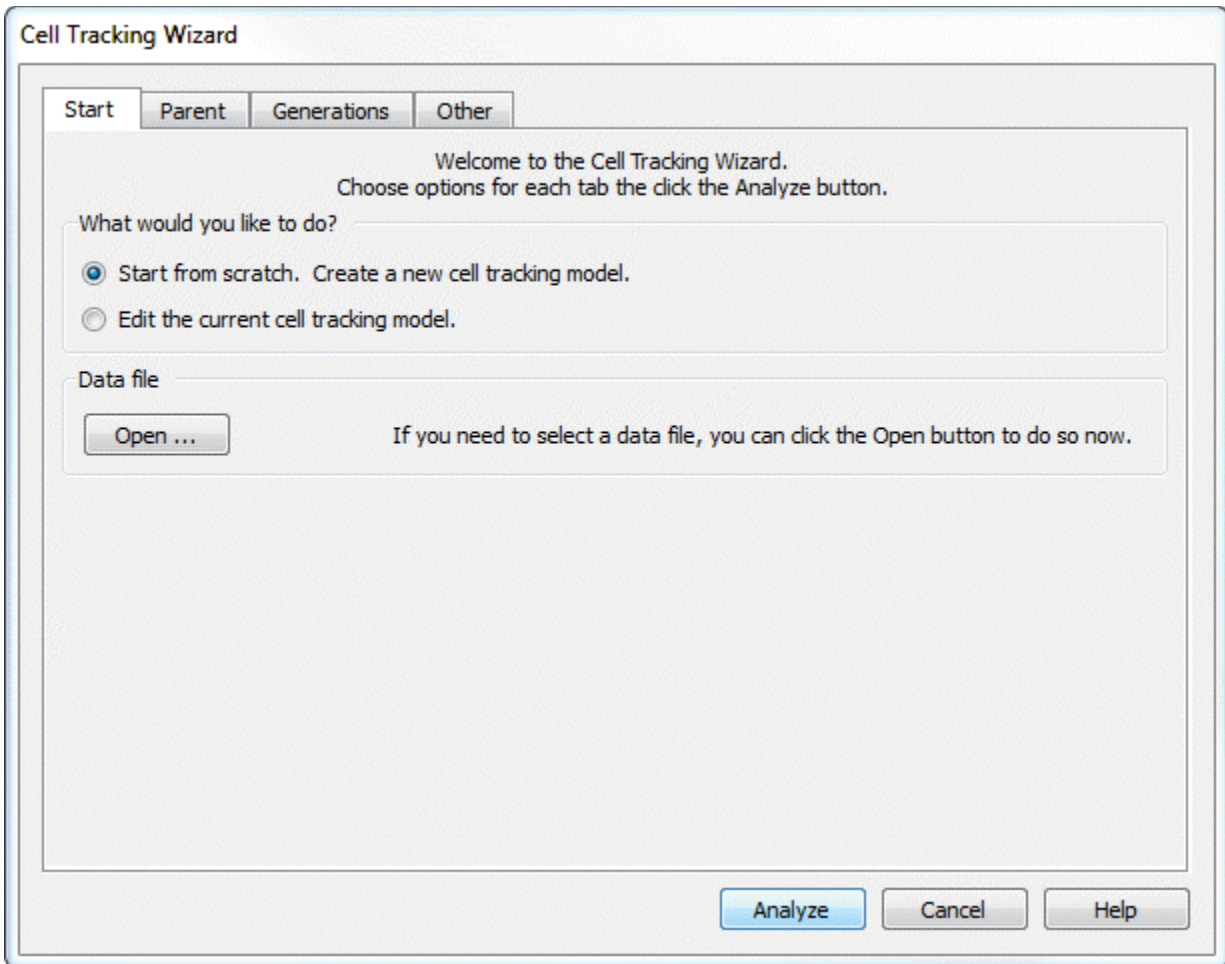 Cell Tracking Wizard
Start Parent Generations Other
Welcome to the Cell Tracking Wizard.
Choose options for each tab the click the Analyze button.
What would you like to do?
Start from scratch. Create a new cell tracking model.
Edit the current cell tracking model.
Data file
Open ... If you need to select a data file, you can click the Open button to do so now.
Analyze Cancel Help